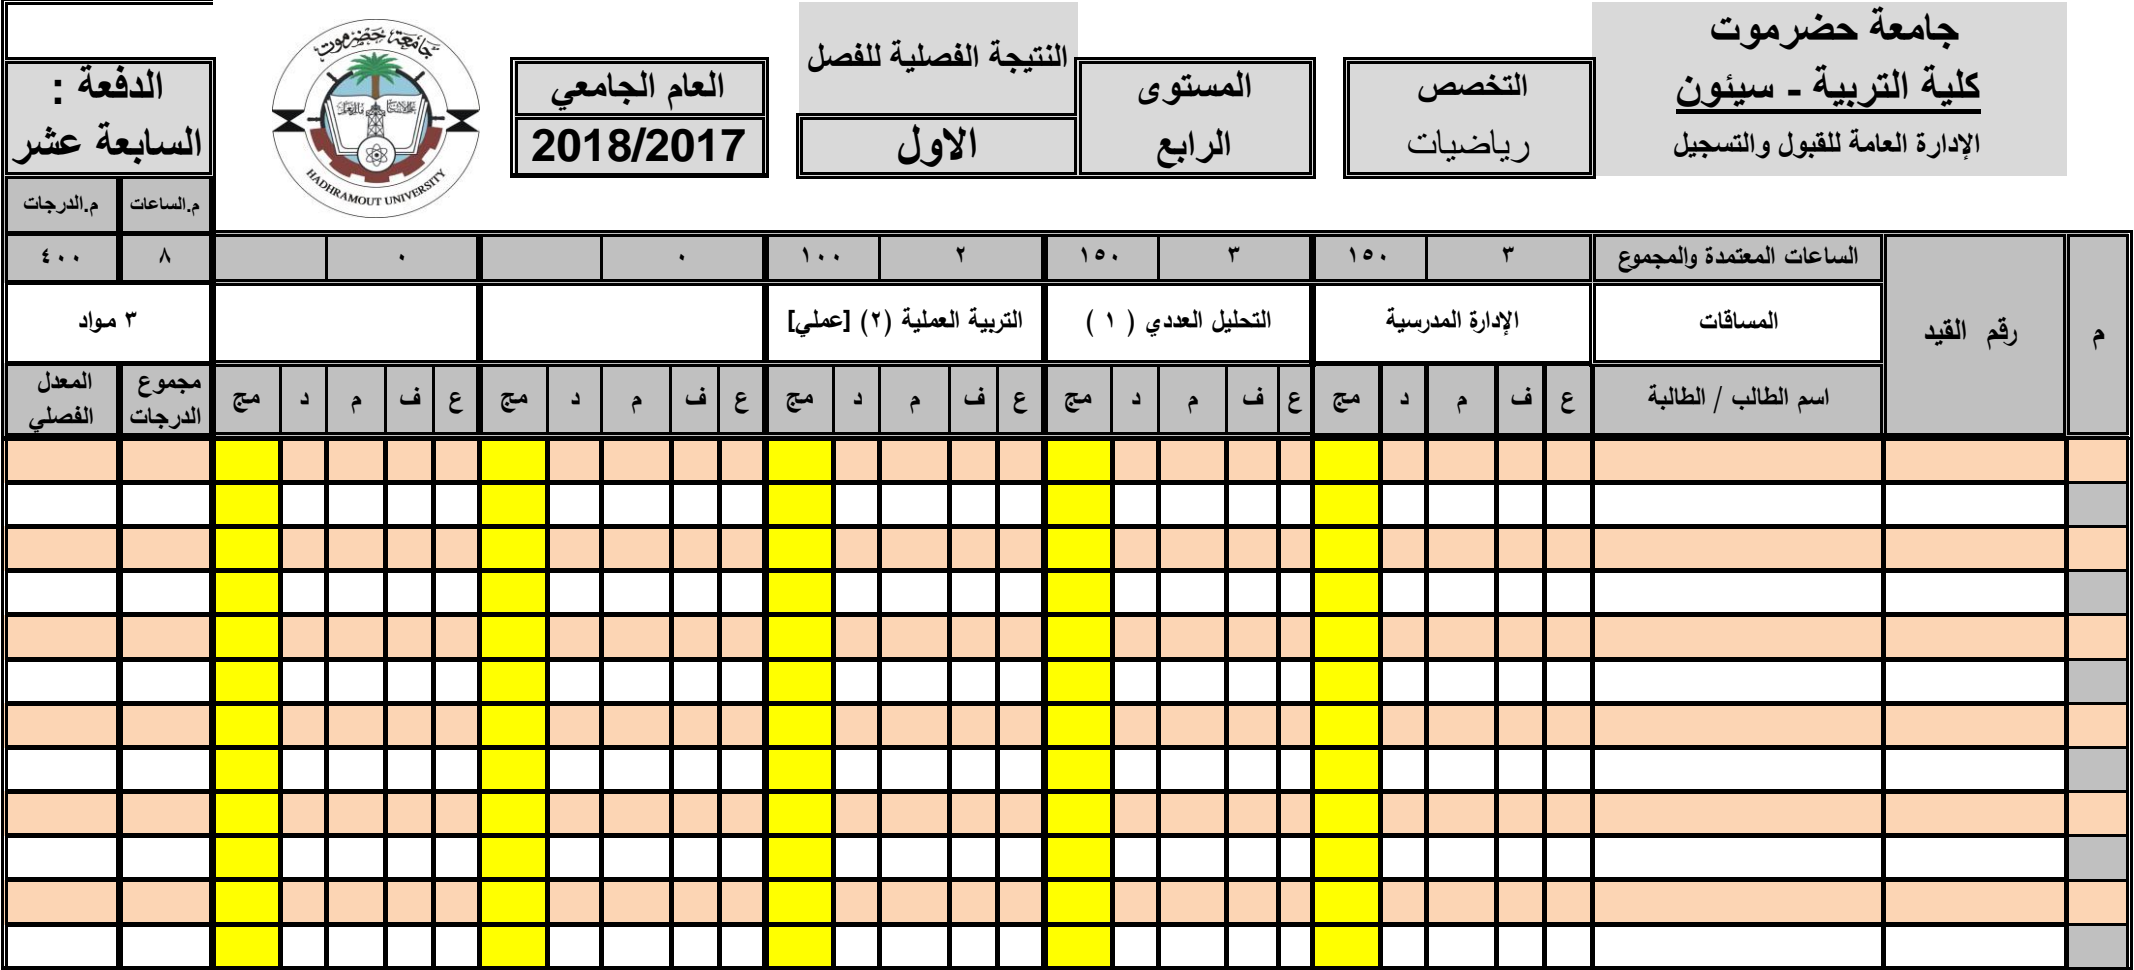 جامعة حضرموت
كلية التربية - سيئون
الإدارة العامة للقبول والتسجيل
التخصص
رياضيات
المستوى
الرابع
النتيجة الفصلية للفصل
الاول
العام الجامعي
2018/2017
جامعة حضرموت
HADHRAMOUT UNIVERSITY
الدفعة :
السابعة عشر
م.الساعات م.الدرجات
م رقم القيد الساعات المعتمدة والمجموع ٣ ١٥٠ ٣ ١٥٠ ٢ ١٠٠ ٠ ٠ ٨ ٤٠٠
المساقات الإدارة المدرسية التحليل العددي ( ١ ) التربية العملية (٢) [عملي] ٣ مواد
اسم الطالب / الطالبة ع ف م د مج ع ف م د مج ع ف م د مج ع ف م د مج ع ف م د مج مجموع الدرجات المعدل الفصلي